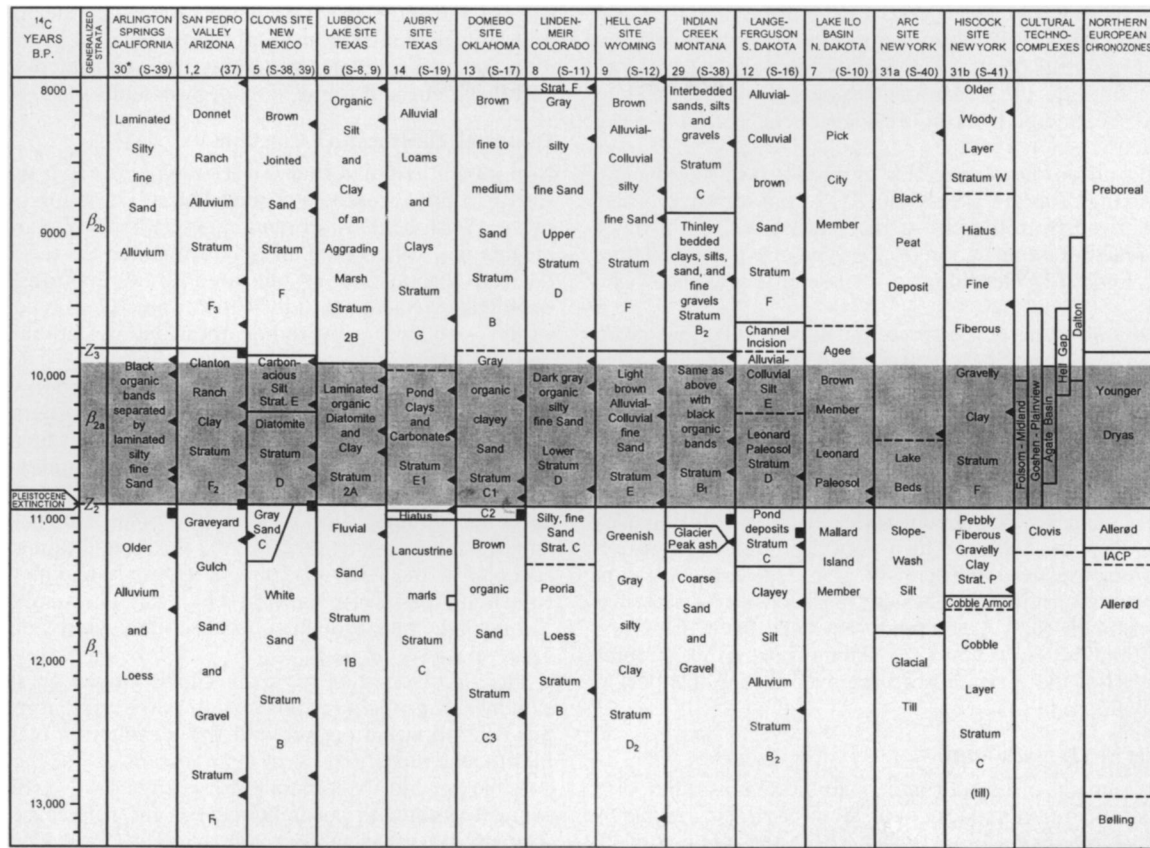 14C
YEARS
B.P.
GENERALIZED
STRATA
ARLINGTON
SPRINGS
CALIFORNIA
30* (S-39)
SAN PEDRO
VALLEY
ARIZONA
1,2 (37)
CLOVIS SITE
NEW
MEXICO
5 (S-38, 39)
LUBBOCK
LAKE SITE
TEXAS
6 (S-8, 9)
AUBRY
SITE
TEXAS
14 (S-19)
DOMEBO
SITE
OKLAHOMA
13 (S-17)
LINDEN-
MEIR
COLORADO
8 (S-11)
HELL GAP
SITE
WYOMING
9 (S-12)
INDIAN
CREEK
MONTANA
29 (S-38)
LANGE-
FERGUSON
S. DAKOTA
12 (S-16)
LAKE ILO
BASIN
N. DAKOTA
7 (S-10)
ARC
SITE
NEW YORK
31a (S-40)
HISCOCK
SITE
NEW YORK
31b (S-41)
CULTURAL
TECHNO-
COMPLEXES
NORTHERN
EUROPEAN
CHRONOZONES
8000
9000
10,000
PLEISTOCENE
EXTINCTION
11,000
12,000
13,000
β2b
Z3
β2a
Z2
β1
Laminated
Silty
fine
Sand
Alluvium
Black
organic
bands
separated
by
laminated
silty
fine
Sand
Older
Alluvium
and
Loess
Donnet
Ranch
Alluvium
Stratum
F3
Clanton
Ranch
Clay
Stratum
F2
Graveyard
Gulch
Sand
and
Gravel
Stratum
F1
Brown
Jointed
Sand
Stratum
F
Carbon-
acious
Silt
Strat. E
Diatomite
Stratum
D
Gray
Sand
C
White
Sand
Stratum
B
Organic
Silt
and
Clay
of an
Aggrading
Marsh
Stratum
2B
Laminated
organic
Diatomite
and
Clay
Stratum
2A
Fluvial
Sand
Stratum
1B
Alluvial
Loams
and
Clays
Stratum
G
Pond
Clays
and
Carbonates
Stratum
E1
Hiatus
Lancustrine
marls
Stratum
C
Brown
fine to
medium
Sand
Stratum
B
Gray
organic
clayey
Sand
Stratum
C1
C2
Brown
organic
Sand
Stratum
C3
Strat. F
Gray
silty
fine Sand
Upper
Stratum
D
Dark gray
organic
silty
fine Sand
Lower
Stratum
D
Silty, fine
Sand
Strat. C
Peoria
Loess
Stratum
B
Brown
Alluvial-
Colluvial
silty
fine Sand
Stratum
F
Light
brown
Alluvial-
Colluvial
fine
Sand
Stratum
E
Greenish
Gray
silty
Clay
Stratum
D2
Interbedded
sands, silts
and
gravels
Stratum
C
Thinley
bedded
clays, silts,
sand, and
fine
gravels
Stratum
B2
Same as
above
with
black
organic
bands
Stratum
B1
Glacier
Peak ash
Coarse
Sand
and
Gravel
Alluvial-
Colluvial
brown
Sand
Stratum
F
Channel
Incision
Alluvial-
Colluvial
Silt
E
Leonard
Paleosol
Stratum
D
Pond
deposits
Stratum
C
Clayey
Silt
Alluvium
Stratum
B2
Pick
City
Member
Agee
Brown
Member
Leonard
Paleosol
Mallard
Island
Member
Black
Peat
Deposit
Lake
Beds
Slope-
Wash
Silt
Glacial
Till
Older
Woody
Layer
Stratum W
Hiatus
Fine
Fiberous
Gravelly
Clay
Stratum
F
Pebbly
Fiberous
Gravelly
Clay
Strat. P
Cobble Armor
Cobble
Layer
Stratum
(till)
Folsom - Midland
Goshen - Plainview
Agate Basin
Hell Gap
Dalton
Clovis
Preboreal
Younger
Dryas
Allerød
IACP
Allerød
Bølling